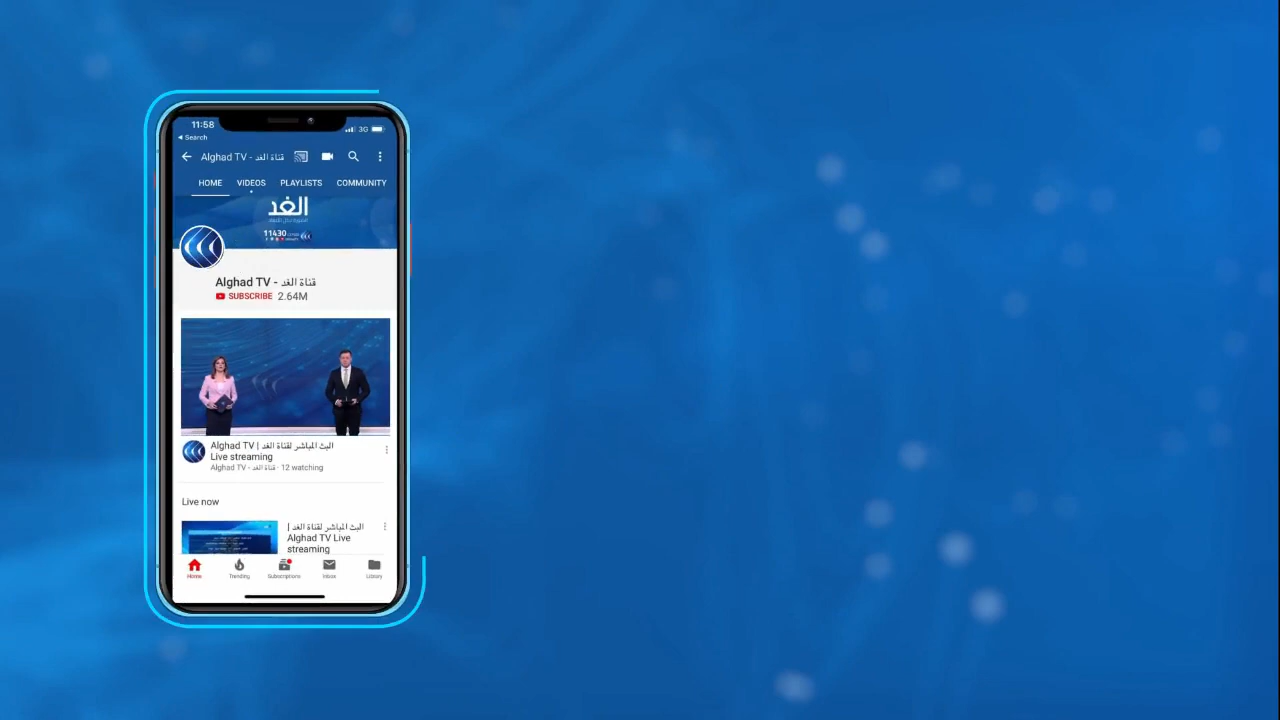 11:58
3G
Search
Alghad TV - قناة الغد
HOME VIDEOS PLAYLISTS COMMUNITY
الغد
11430
Alghad TV - قناة الغد
SUBSCRIBE 2.64M
Alghad TV | البث المباشر لقناة الغد
Live streaming
Alghad TV - قناة الغد · 12 watching
Live now
البث المباشر لقناة الغد |
Alghad TV Live
streaming
Home Trending Subscriptions Inbox Library